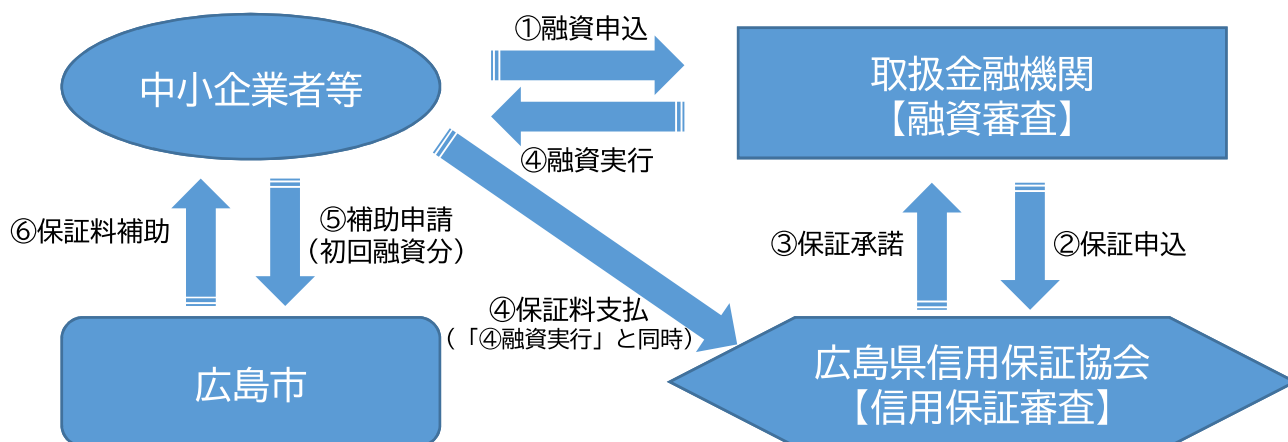 ①融資申込
中小企業者等
取扱金融機関
【融資審査】
④融資実行
⑥保証料補助
⑤補助申請
（初回融資分）
③保証承諾
②保証申込
④保証料支払
（「④融資実行」と同時）
広島市
広島県信用保証協会
【信用保証審査】